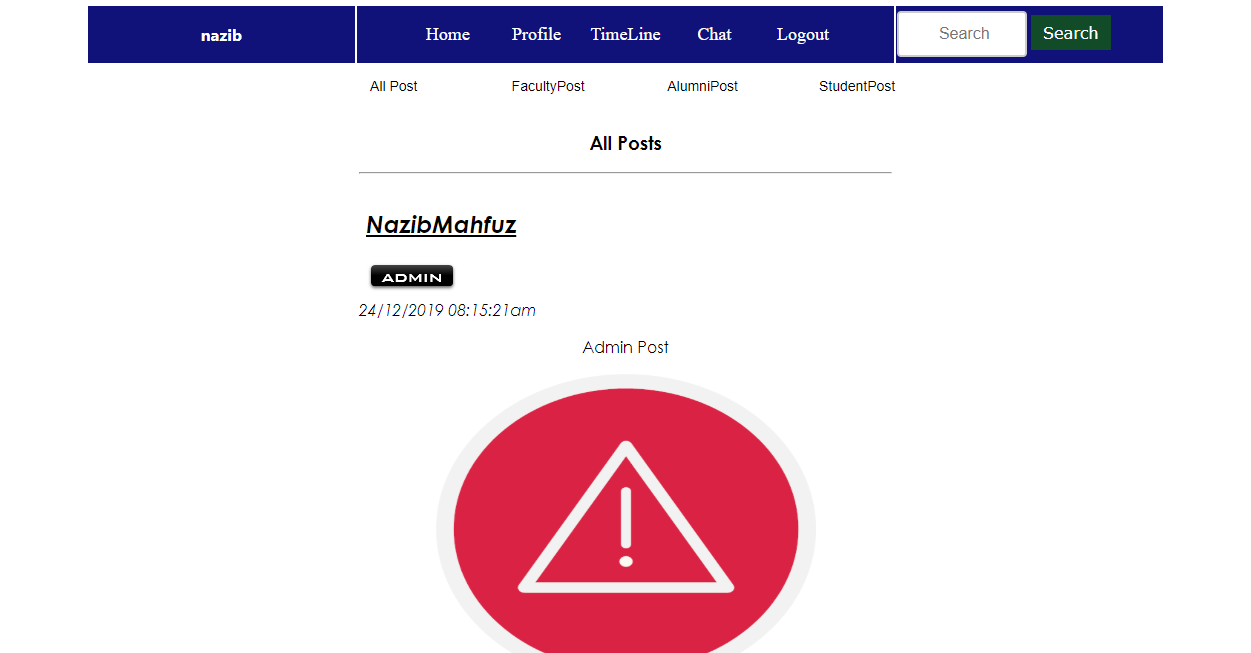 nazib Home Profile TimeLine Chat Logout Search Search
All Post FacultyPost AlumniPost StudentPost
All Posts
NazibMahfuz
ADMIN
24/12/2019 08:15:21am
Admin Post